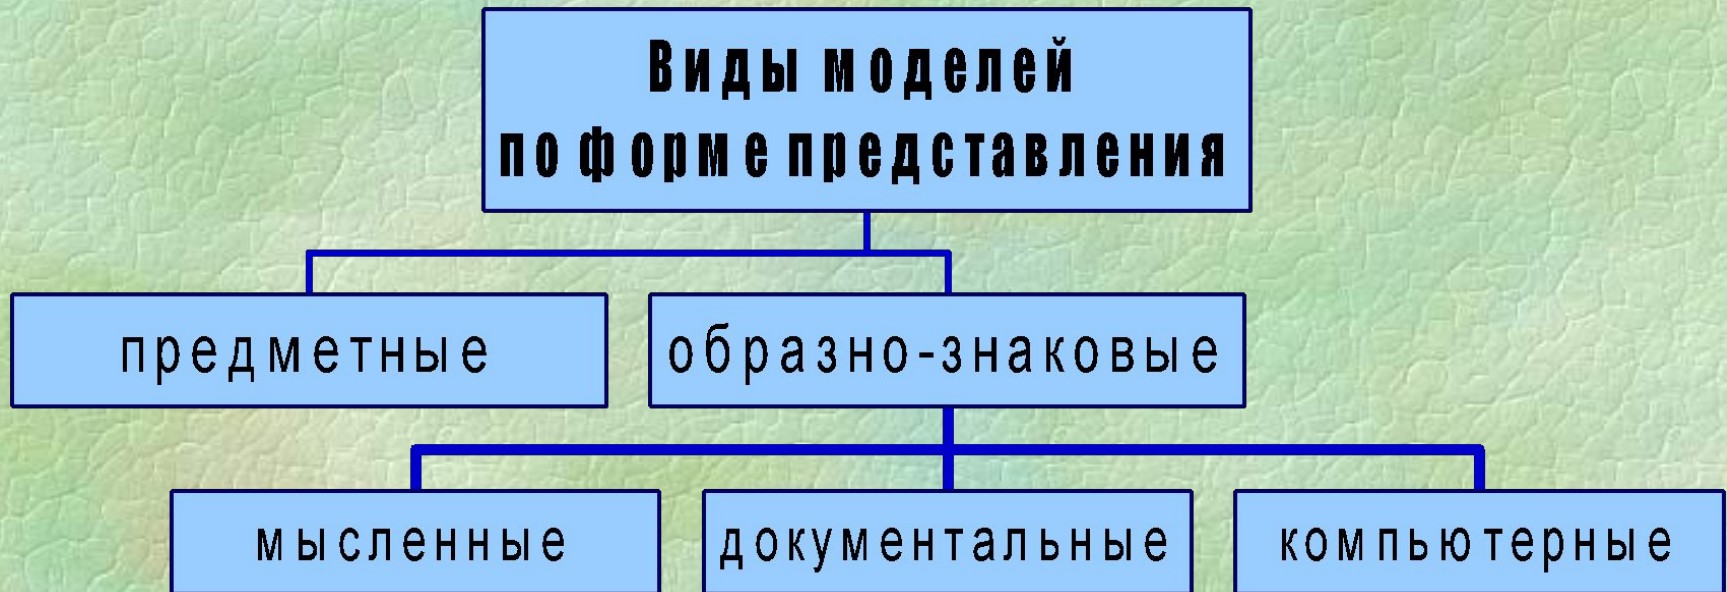 Виды моделей
по форме представления
предметные
образно-знаковые
мысленные
документальные
компьютерные